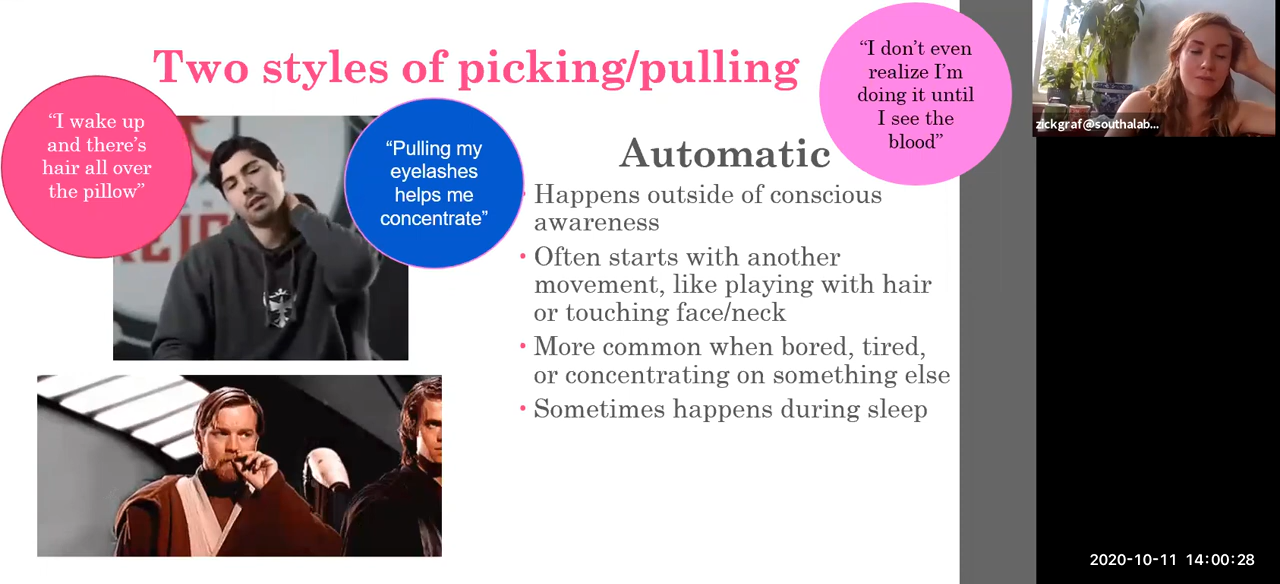 Two styles of picking/pulling
“I wake up
and there’s
hair all over
the pillow”
“Pulling my
eyelashes
helps me
concentrate”
“I don’t even
realize I’m
doing it until
I see the
blood”
Automatic
• Happens outside of conscious
awareness
• Often starts with another
movement, like playing with hair
or touching face/neck
• More common when bored, tired,
or concentrating on something else
• Sometimes happens during sleep
zickgraf@southalab...
2020-10-11 14:00:28